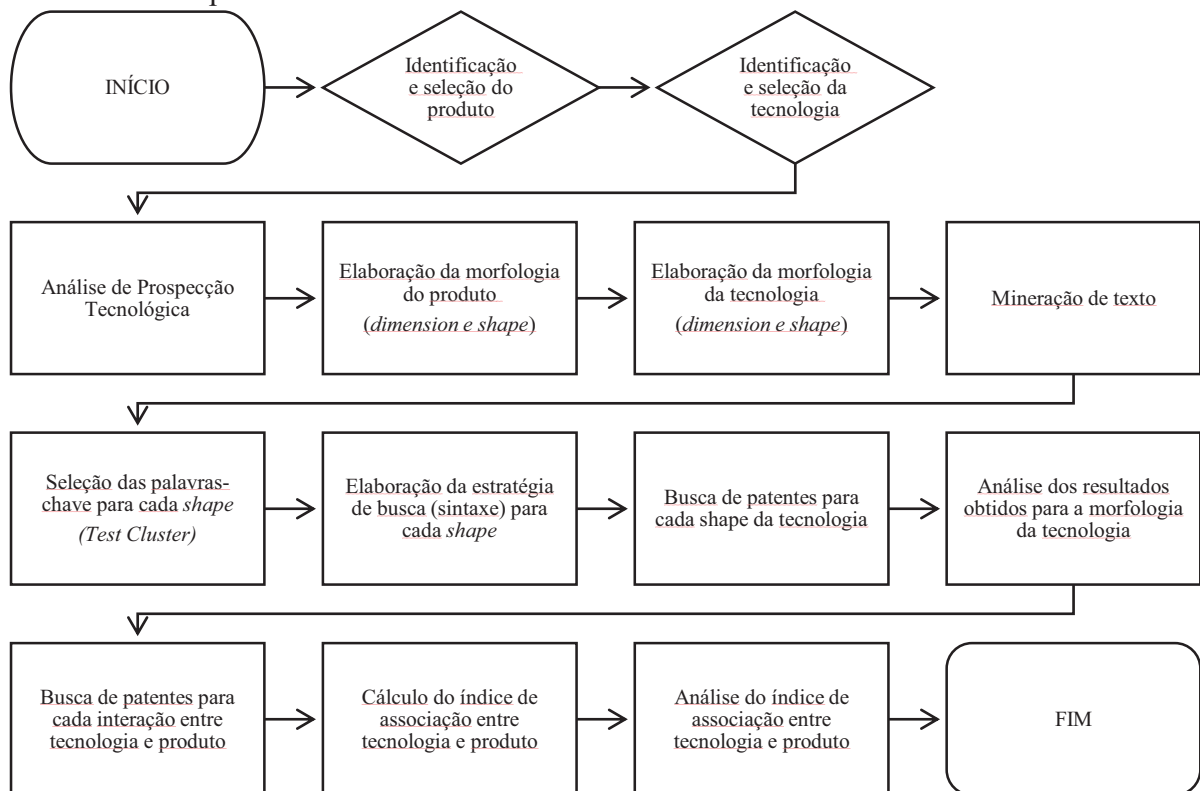 INÍCIO
Identificação
e seleção do
produto
Identificação
e seleção da
tecnologia
Análise de Prospecção
Tecnológica
Elaboração da morfologia
do produto
(dimension e shape)
Elaboração da morfologia
da tecnologia
(dimension e shape)
Mineração de texto
Seleção das palavras-
chave para cada shape
(Test Cluster)
Elaboração da estratégia
de busca (sintaxe) para
cada shape
Busca de patentes para
cada shape da tecnologia
Análise dos resultados
obtidos para a morfologia
da tecnologia
Busca de patentes para
cada interação entre
tecnologia e produto
Cálculo do índice de
associação entre
tecnologia e produto
Análise do índice de
associação entre
tecnologia e produto
FIM